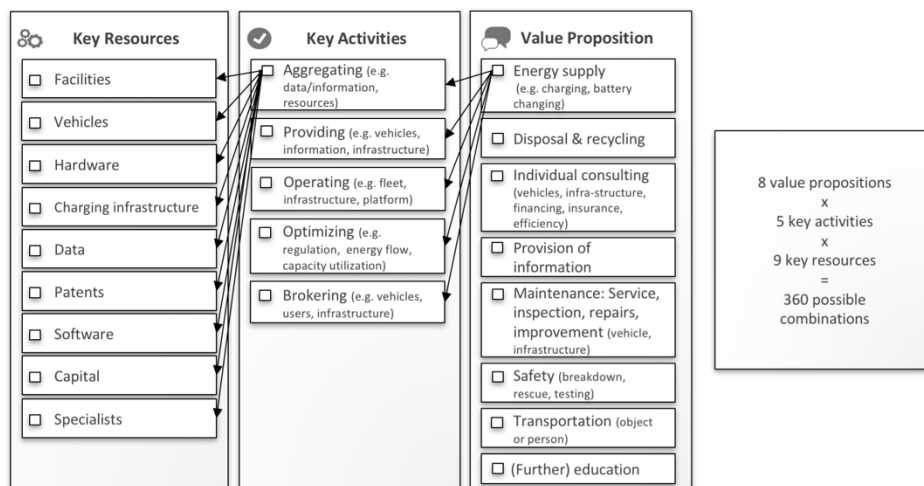 Key Resources
Facilities
Vehicles
Hardware
Charging infrastructure
Data
Patents
Software
Capital
Specialists
Key Activities
Aggregating (e.g.
data/information,
resources)
Providing (e.g. vehicles,
information, infrastructure)
Operating (e.g. fleet,
infrastructure, platform)
Optimizing (e.g.
regulation, energy flow,
capacity utilization)
Brokering (e.g. vehicles,
users, infrastructure)
Value Proposition
Energy supply
(e.g. charging, battery
changing)
Disposal & recycling
Individual consulting
(vehicles, infra-structure,
financing, insurance,
efficiency)
Provision of
information
Maintenance: Service,
inspection, repairs,
improvement (vehicle,
infrastructure)
Safety (breakdown,
rescue, testing)
Transportation (object
or person)
(Further) education
8 value propositions
x
5 key activities
x
9 key resources
=
360 possible
combinations